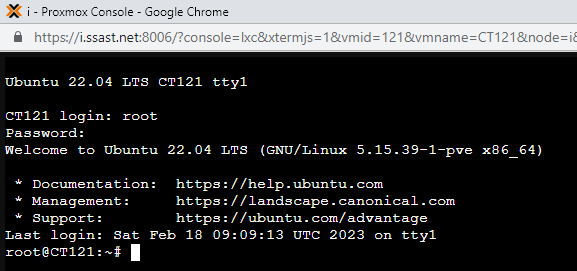 i - Proxmox Console - Google Chrome
https://i.ssast.net:8006/?console=lxc&xtermjs=1&vmid=121&vmname=CT121&node=i&
Ubuntu 22.04 LTS CT121 tty1
CT121 login: root
Password:
Welcome to Ubuntu 22.04 LTS (GNU/Linux 5.15.39-1-pve x86_64)
* Documentation:  https://help.ubuntu.com
* Management:     https://landscape.canonical.com
* Support:        https://ubuntu.com/advantage
Last login: Sat Feb 18 09:09:13 UTC 2023 on tty1
root@CT121:~#